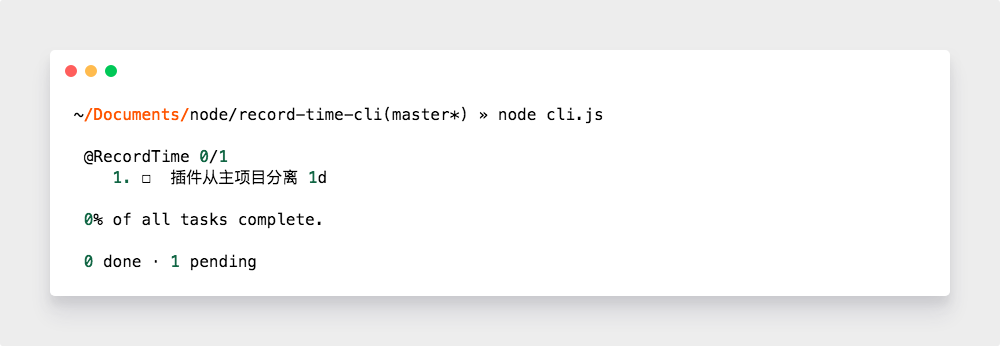 ~/Documents/node/record-time-cli(master*) » node cli.js
@RecordTime 0/1
1. ☐ 插件从主项目分离 1d
0% of all tasks complete.
0 done · 1 pending